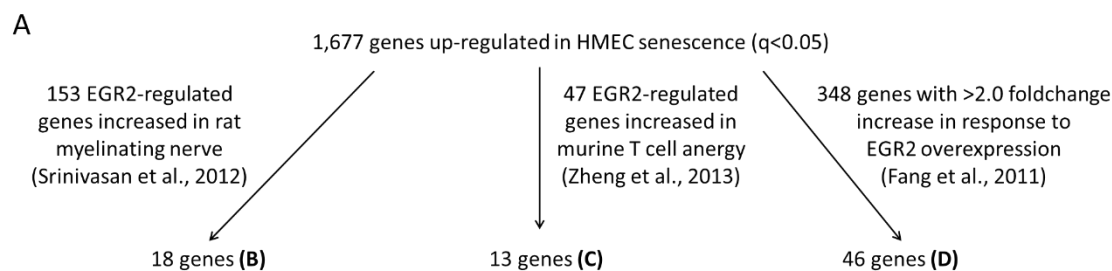 A
1,677 genes up-regulated in HMEC senescence (q<0.05)
153 EGR2-regulated
genes increased in rat
myelinating nerve
(Srinivasan et al., 2012)
47 EGR2-regulated
genes increased in
murine T cell anergy
(Zheng et al., 2013)
348 genes with >2.0 foldchange
increase in response to
EGR2 overexpression
(Fang et al., 2011)
18 genes (B)
13 genes (C)
46 genes (D)